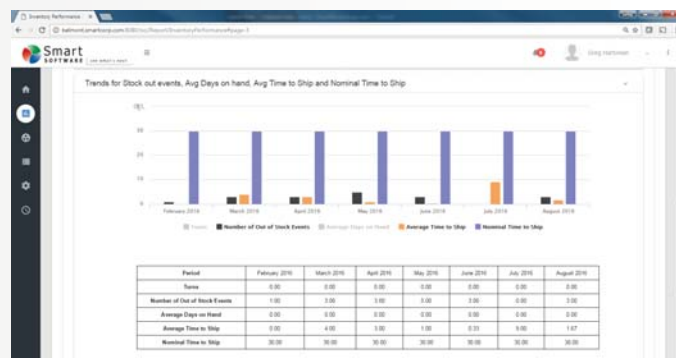 Inventory Performance
belmont.smartcorp.com:8080/
Smart
SOFTWARE
Greg Hartunian
Trends for Stock out events, Avg Days on hand, Avg Time to Ship and Nominal Time to Ship
30
20
10
0
February 2016 March 2016 April 2016 May 2016 June 2016 July 2016 August 2016
Turns Number of Out of Stock Events Average Days on Hand Average Time to Ship Nominal Time to Ship
Period February 2016 March 2016 April 2016 May 2016 June 2016 July 2016 August 2016
Turns 0.00 0.00 0.00 0.00 0.00 0.00 0.00
Number of Out of Stock Events 1.00 3.00 3.00 3.00 0.00 3.00
Average Days on Hand 0.00 0.00 0.00 0.00 0.00 0.00 0.00
Average Time to Ship 0.00 4.00 3.00 1.00 0.33 9.00 1.67
Nominal Time to Ship 30.00 30.00 30.00 30.00 30.00 30.00 30.00